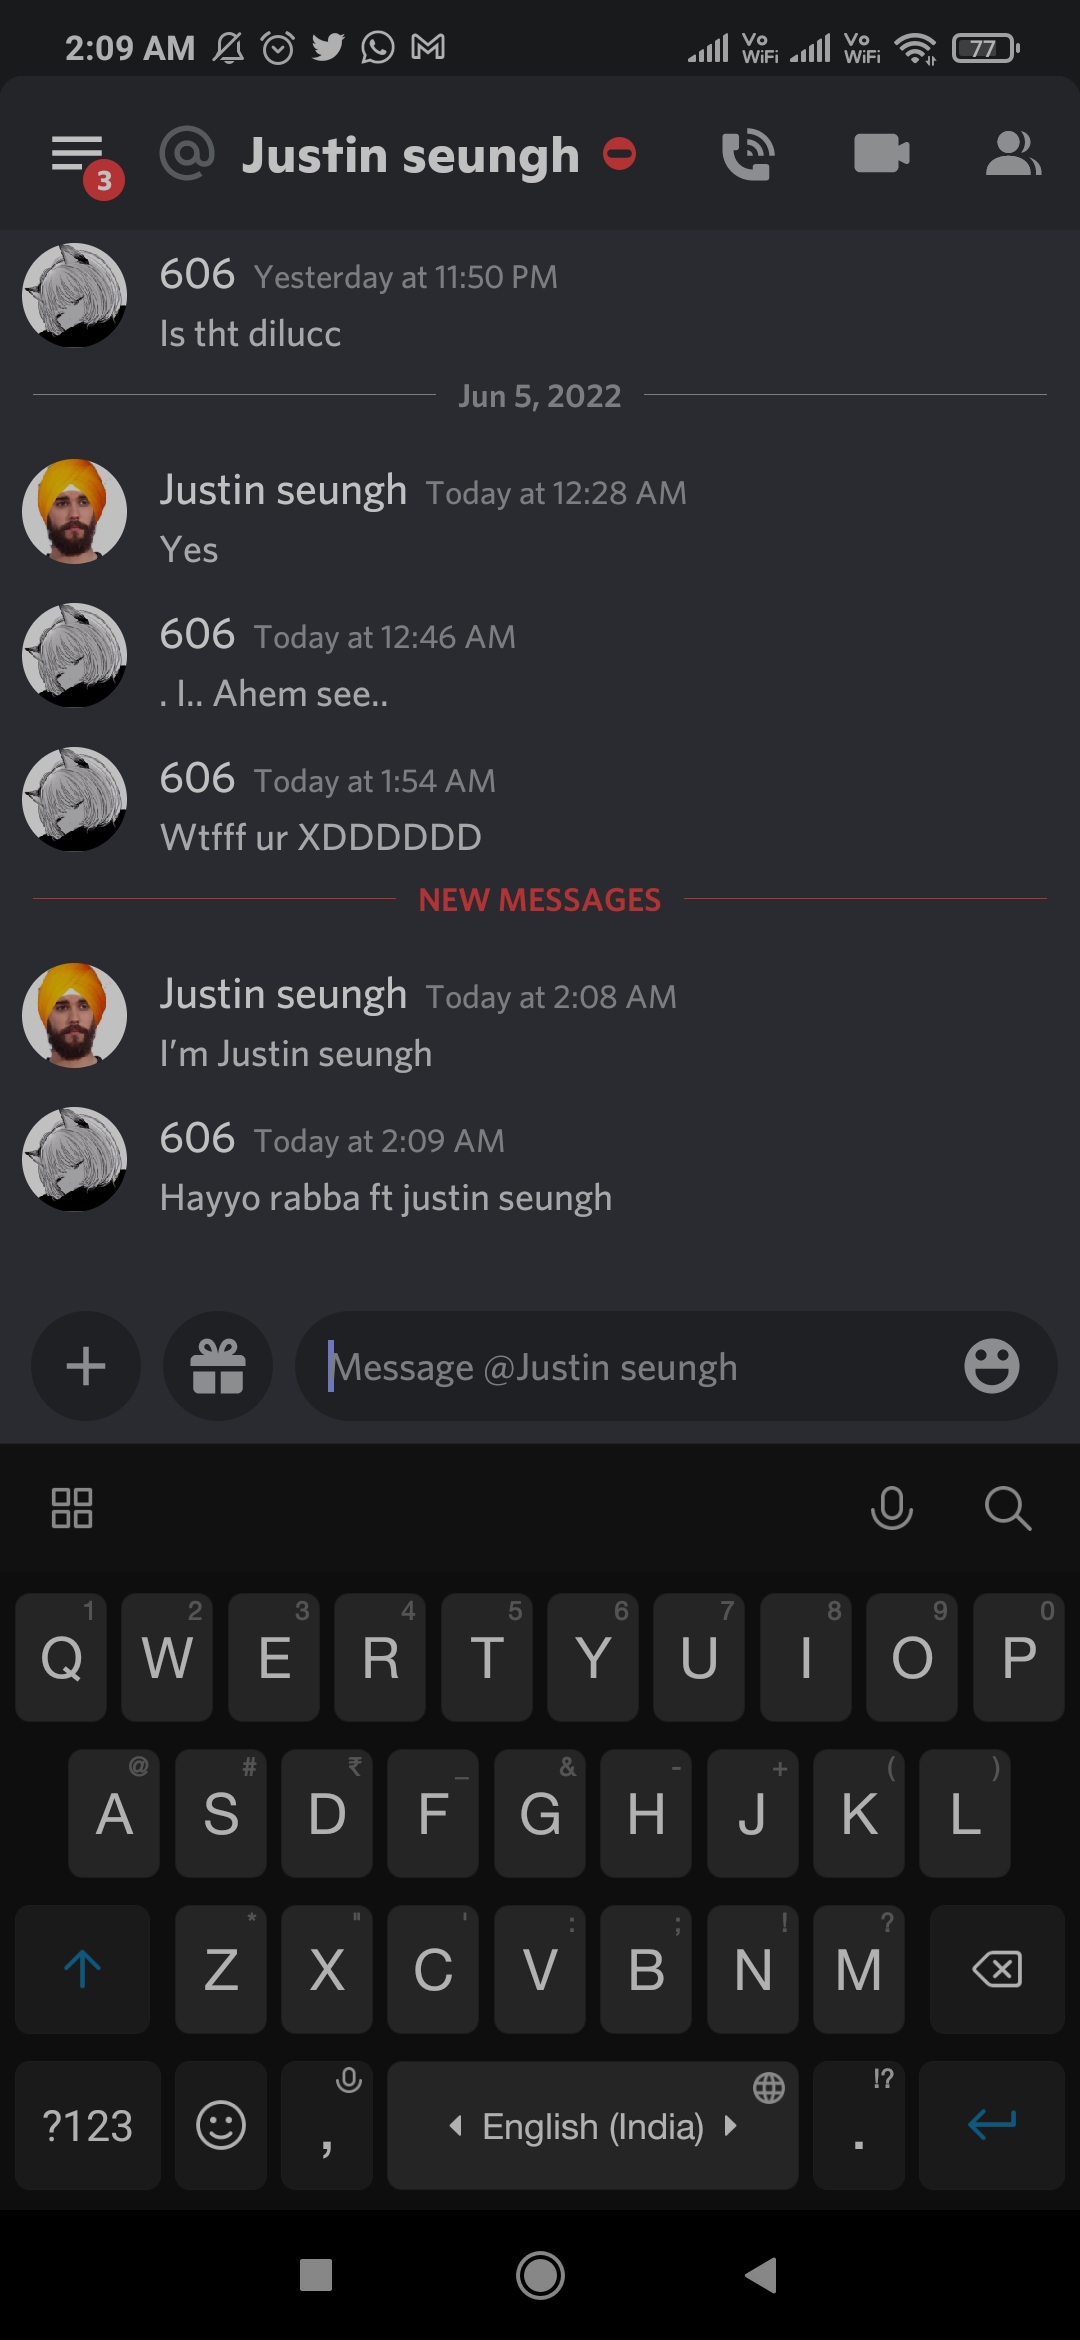 2:09 AM
Vo WiFi Vo WiFi 77
3
Justin seungh
606 Yesterday at 11:50 PM
Is tht dilucc
Jun 5, 2022
Justin seungh Today at 12:28 AM
Yes
606 Today at 12:46 AM
. I.. Ahem see..
606 Today at 1:54 AM
Wtfff ur XDDDDDD
NEW MESSAGES
Justin seungh Today at 2:08 AM
I'm Justin seungh
606 Today at 2:09 AM
Hayyo rabba ft justin seungh
Message @Justin seungh
1 2 3 4 5 6 7 8 9 0
Q W E R T Y U I O P
@ # ₹ _ & - + ( )
A S D F G H J K L
* " ' : ; ! ?
Z X C V B N M
!?
?123 , English (India) .